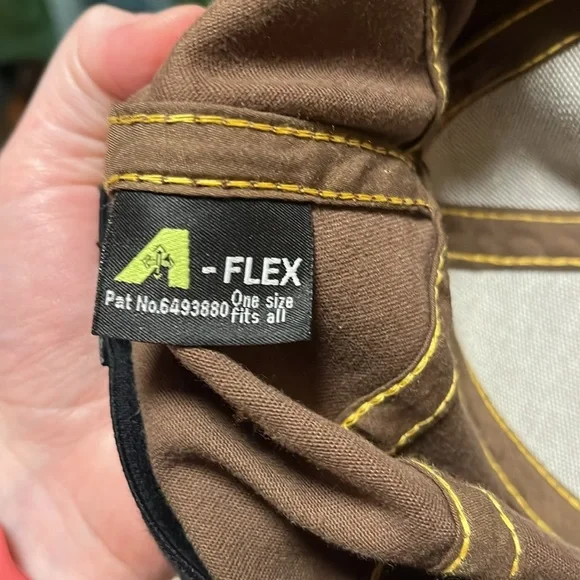 A-FLEX
Pat No.6493880 One size
fits all